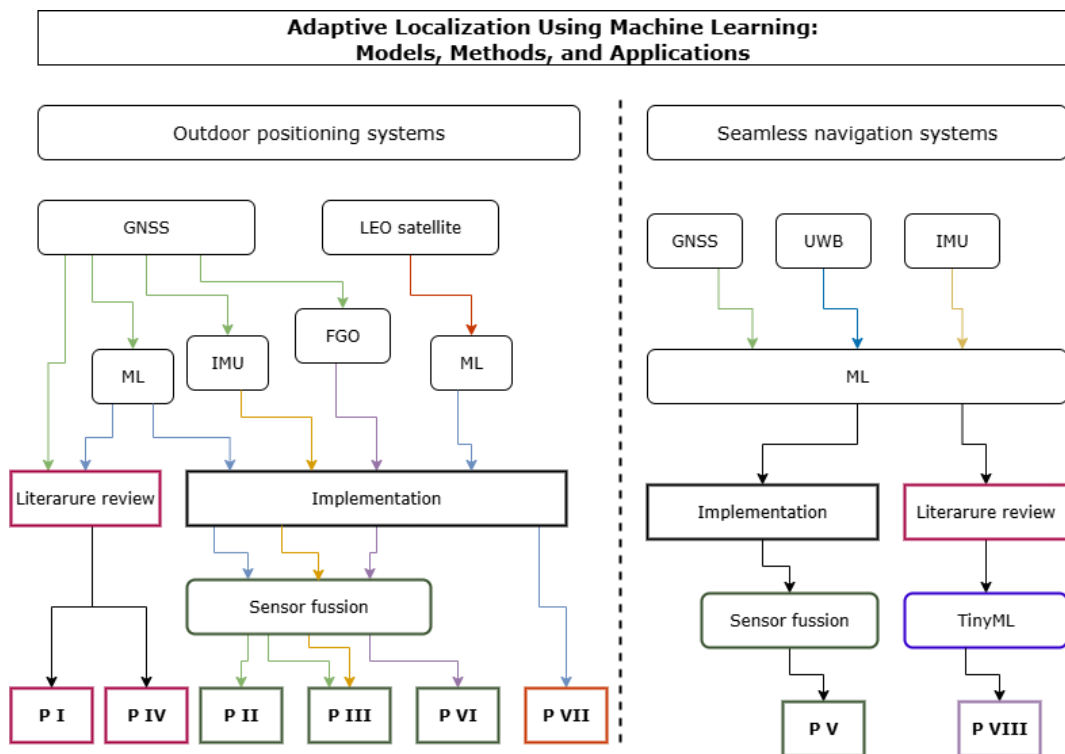 Adaptive Localization Using Machine Learning:
Models, Methods, and Applications
Outdoor positioning systems
Seamless navigation systems
GNSS
LEO satellite
GNSS
UWB
IMU
FGO
ML
IMU
ML
ML
Literarure review
Implementation
Implementation
Literarure review
Sensor fussion
Sensor fussion
TinyML
P I
P IV
P II
P III
P VI
P VII
P V
P VIII